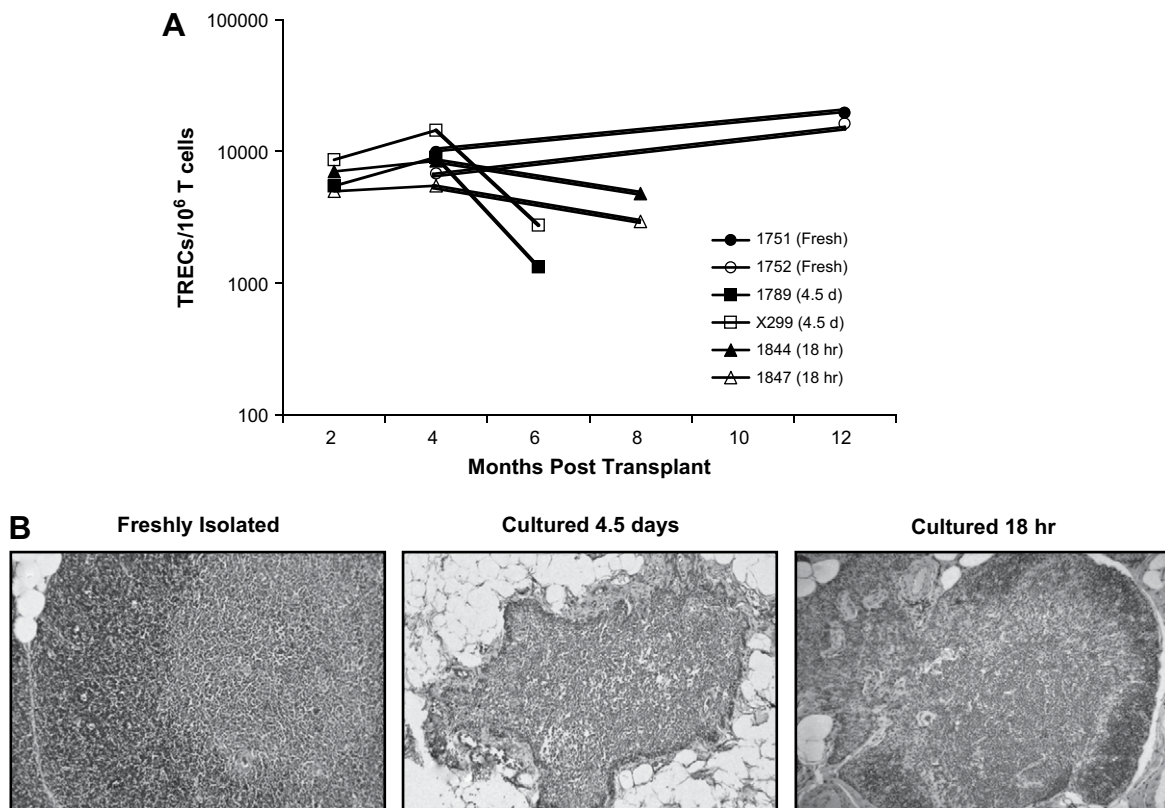 A
100000
10000
1000
100
TRECs/10⁶ T cells
2 4 6 8 10 12
Months Post Transplant
1751 (Fresh)
1752 (Fresh)
1789 (4.5 d)
X299 (4.5 d)
1844 (18 hr)
1847 (18 hr)
B
Freshly Isolated
Cultured 4.5 days
Cultured 18 hr